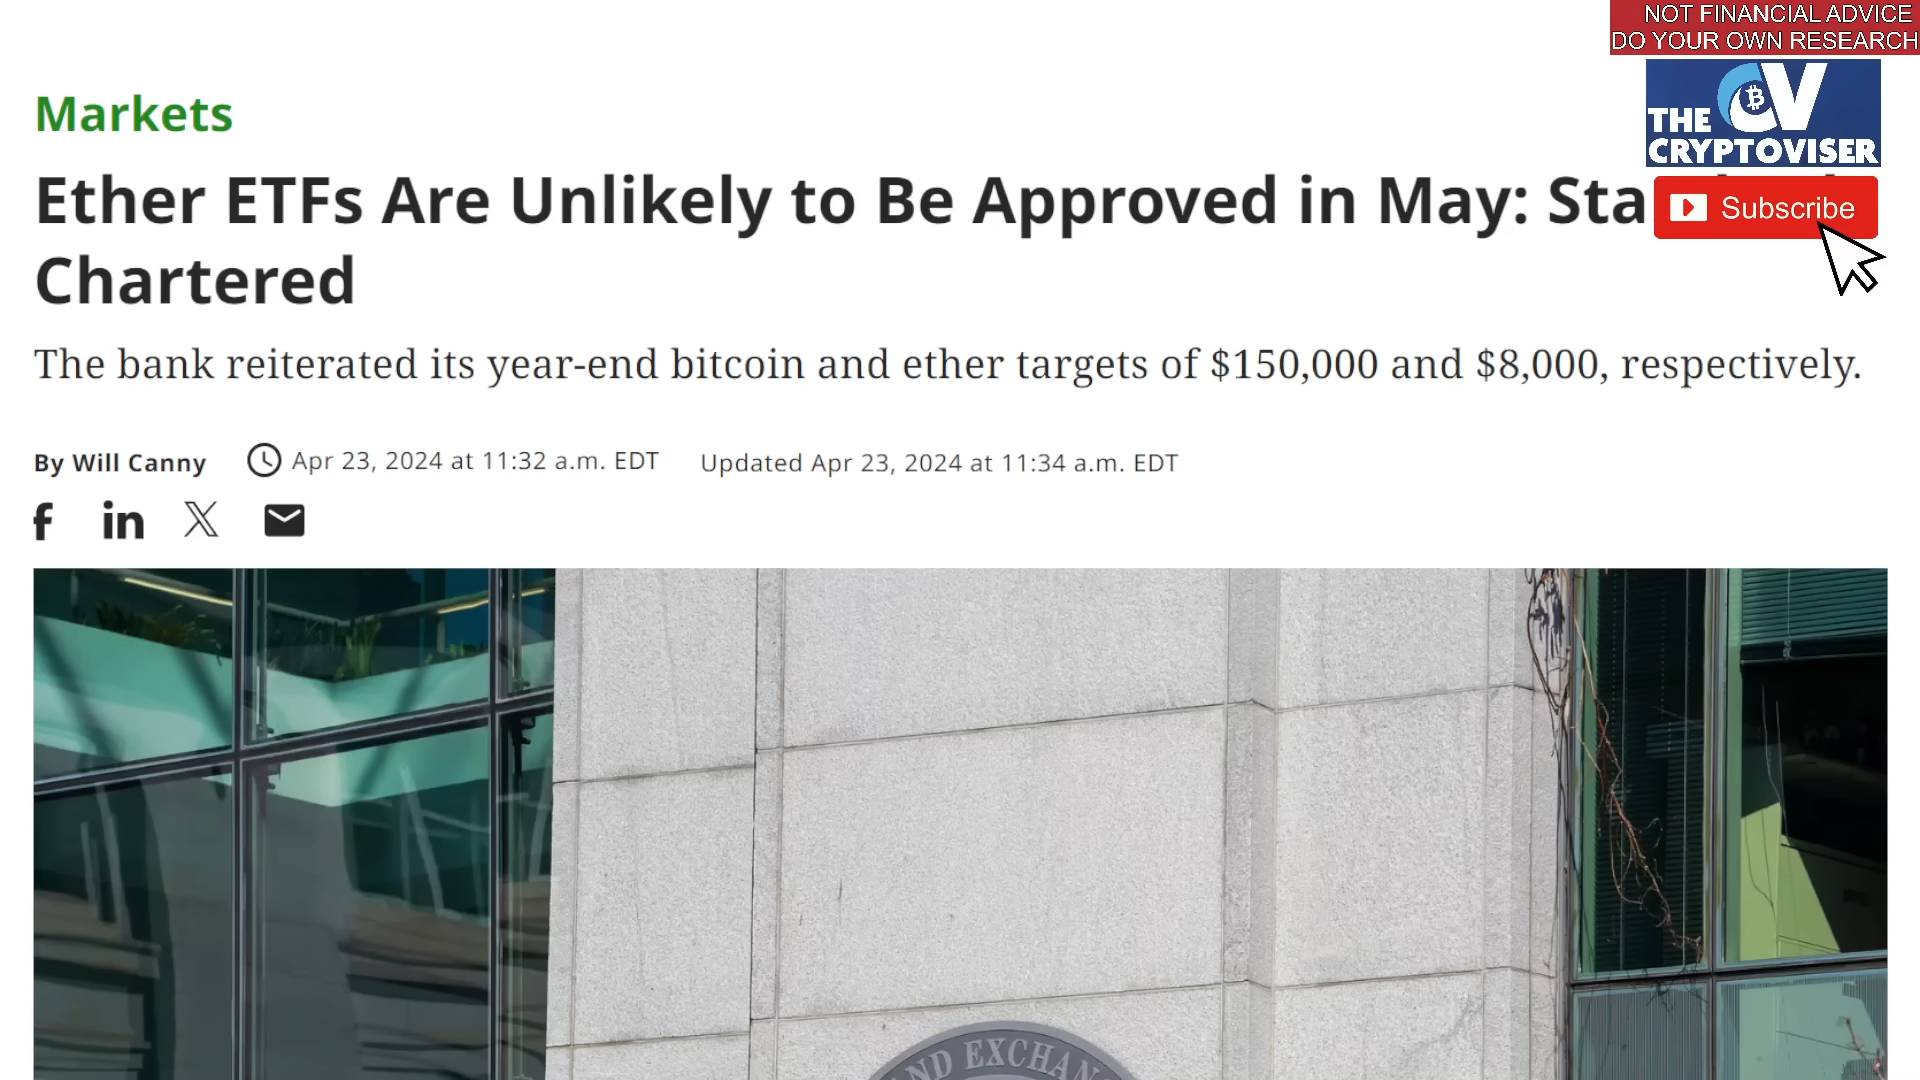 NOT FINANCIAL ADVICE
DO YOUR OWN RESEARCH
THE CV
CRYPTOVISER
Subscribe
Markets
Ether ETFs Are Unlikely to Be Approved in May:
Chartered
The bank reiterated its year-end bitcoin and ether targets of $150,000 and $8,000, respectively.
By Will Canny Apr 23, 2024 at 11:32 a.m. EDT Updated Apr 23, 2024 at 11:34 a.m. EDT
f in X
EXCHAN